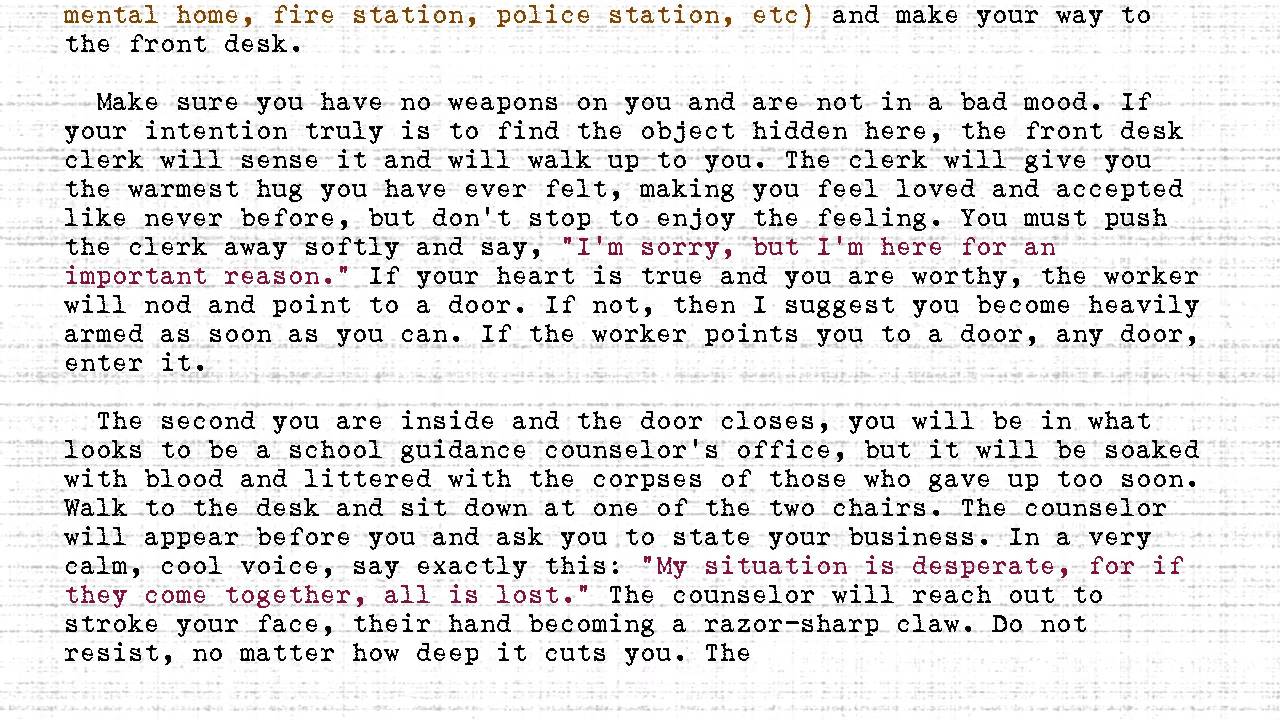 mental home, fire station, police station, etc) and make your way to
the front desk.
Make sure you have no weapons on you and are not in a bad mood. If
your intention truly is to find the object hidden here, the front desk
clerk will sense it and will walk up to you. The clerk will give you
the warmest hug you have ever felt, making you feel loved and accepted
like never before, but don't stop to enjoy the feeling. You must push
the clerk away softly and say, "I'm sorry, but I'm here for an
important reason." If your heart is true and you are worthy, the worker
will nod and point to a door. If not, then I suggest you become heavily
armed as soon as you can. If the worker points you to a door, any door,
enter it.
The second you are inside and the door closes, you will be in what
looks to be a school guidance counselor's office, but it will be soaked
with blood and littered with the corpses of those who gave up too soon.
Walk to the desk and sit down at one of the two chairs. The counselor
will appear before you and ask you to state your business. In a very
calm, cool voice, say exactly this: "My situation is desperate, for if
they come together, all is lost." The counselor will reach out to
stroke your face, their hand becoming a razor-sharp claw. Do not
resist, no matter how deep it cuts you. The